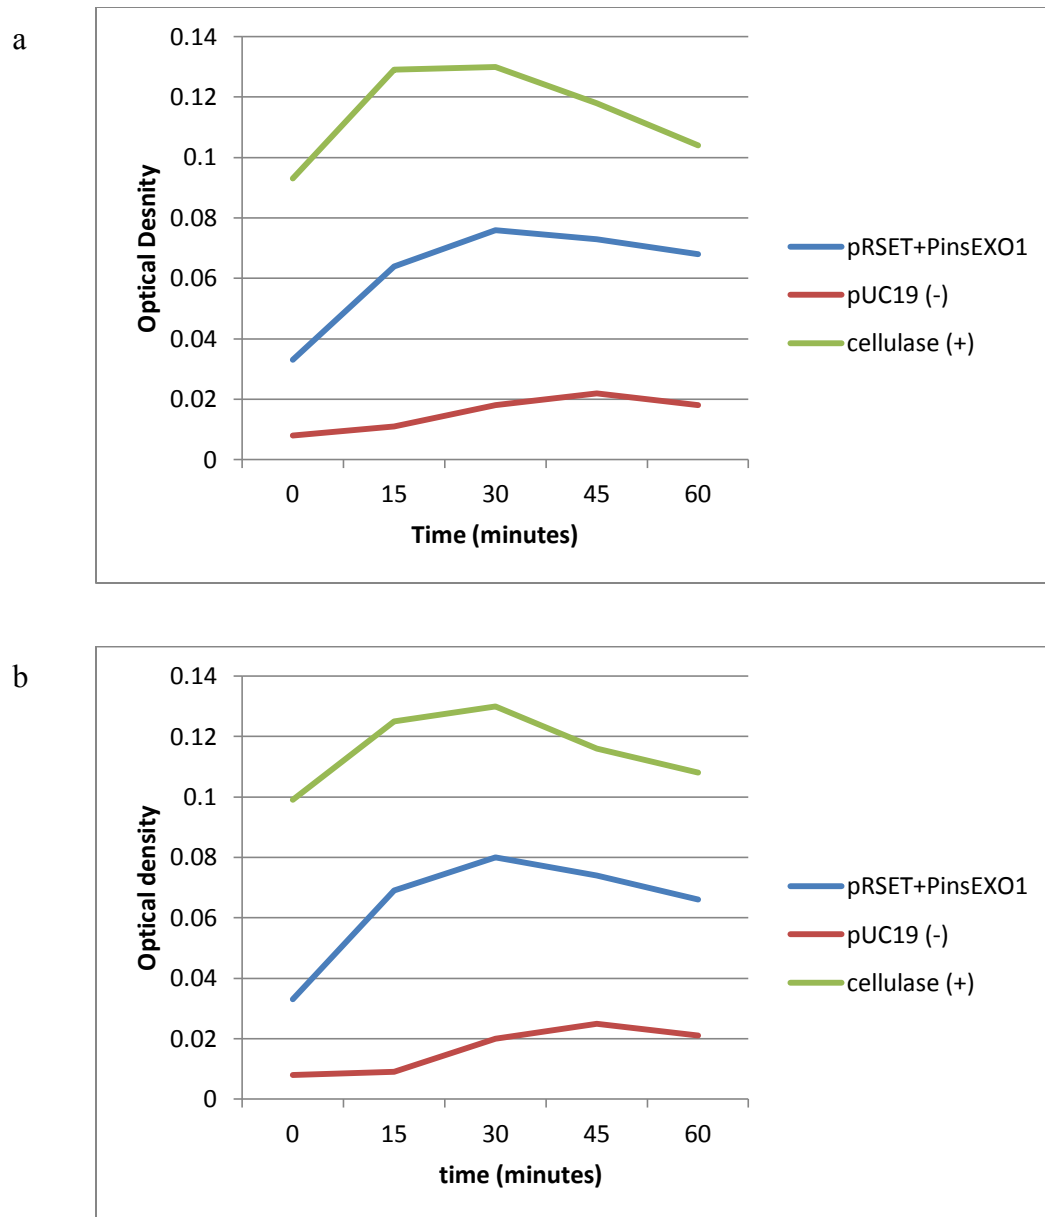 a
0.14
0.12
0.1
0.08
0.06
0.04
0.02
0
Optical Desnity
0 15 30 45 60
Time (minutes)
pRSET+PinsEXO1
pUC19 (-)
cellulase (+)
b
0.14
0.12
0.1
0.08
0.06
0.04
0.02
0
Optical density
0 15 30 45 60
time (minutes)
pRSET+PinsEXO1
pUC19 (-)
cellulase (+)